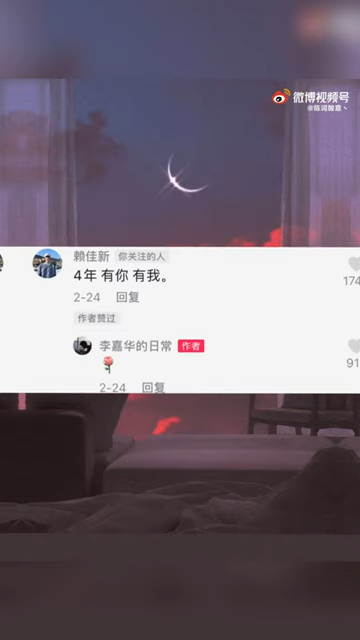 微博视频号
@陈词酿意丶
賴佳新 你关注的人
4年 有你 有我。
2-24 回复
174
作者赞过
李嘉华的日常 作者
🌹
91
2-24 回复